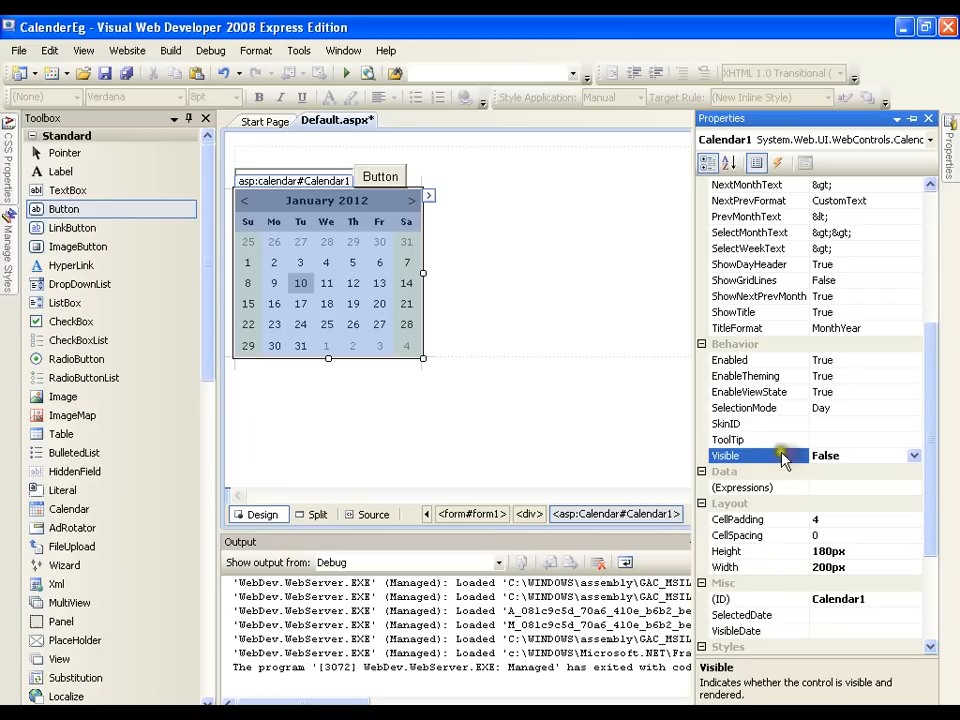 CalenderEg - Visual Web Developer 2008 Express Edition
File Edit View Website Build Debug Format Tools Window Help
XHTML 1.0 Transitional (
(None) Verdana 8pt B I U A Style Application: Manual Target Rule: (New Inline Style)
Toolbox
Standard
Pointer
Label
TextBox
Button
LinkButton
ImageButton
HyperLink
DropDownList
ListBox
CheckBox
CheckBoxList
RadioButton
RadioButtonList
Image
ImageMap
Table
BulletedList
HiddenField
Literal
Calendar
AdRotator
FileUpload
Wizard
Xml
MultiView
Panel
PlaceHolder
View
Substitution
Localize
CSS Properties
Manage Styles
Start Page Default.aspx*
asp:calendar#Calendar1 Button
< January 2012 >
Su Mo Tu We Th Fr Sa
25 26 27 28 29 30 31
1 2 3 4 5 6 7
8 9 10 11 12 13 14
15 16 17 18 19 20 21
22 23 24 25 26 27 28
29 30 31 1 2 3 4
Design Split Source <form#form1> <div> <asp:Calendar#Calendar1>
Output
Show output from: Debug
'WebDev.WebServer.EXE' (Managed): Loaded 'C:\WINDOWS\assembly\GAC_MSIL
'WebDev.WebServer.EXE' (Managed): Loaded 'C:\WINDOWS\assembly\GAC_MSIL
'WebDev.WebServer.EXE' (Managed): Loaded 'A_081c9c5d_70a6_410e_b6b2_be
'WebDev.WebServer.EXE' (Managed): Loaded 'M_081c9c5d_70a6_410e_b6b2_be
'WebDev.WebServer.EXE' (Managed): Loaded 'C:\WINDOWS\assembly\GAC_MSIL
'WebDev.WebServer.EXE' (Managed): Loaded 'C:\WINDOWS\Microsoft.NET\Fra
The program '[3072] WebDev.WebServer.EXE: Managed' has exited with cod
Properties
Calendar1 System.Web.UI.WebControls.Calenc
NextMonthText &gt;
NextPrevFormat CustomText
PrevMonthText &lt;
SelectMonthText &gt;&gt;
SelectWeekText &gt;
ShowDayHeader True
ShowGridLines False
ShowNextPrevMonth True
ShowTitle True
TitleFormat MonthYear
Behavior
Enabled True
EnableTheming True
EnableViewState True
SelectionMode Day
SkinID
ToolTip
Visible False
Data
(Expressions)
Layout
CellPadding 4
CellSpacing 0
Height 180px
Width 200px
Misc
(ID) Calendar1
SelectedDate
VisibleDate
Styles
Visible
Indicates whether the control is visible and
rendered.
Properties